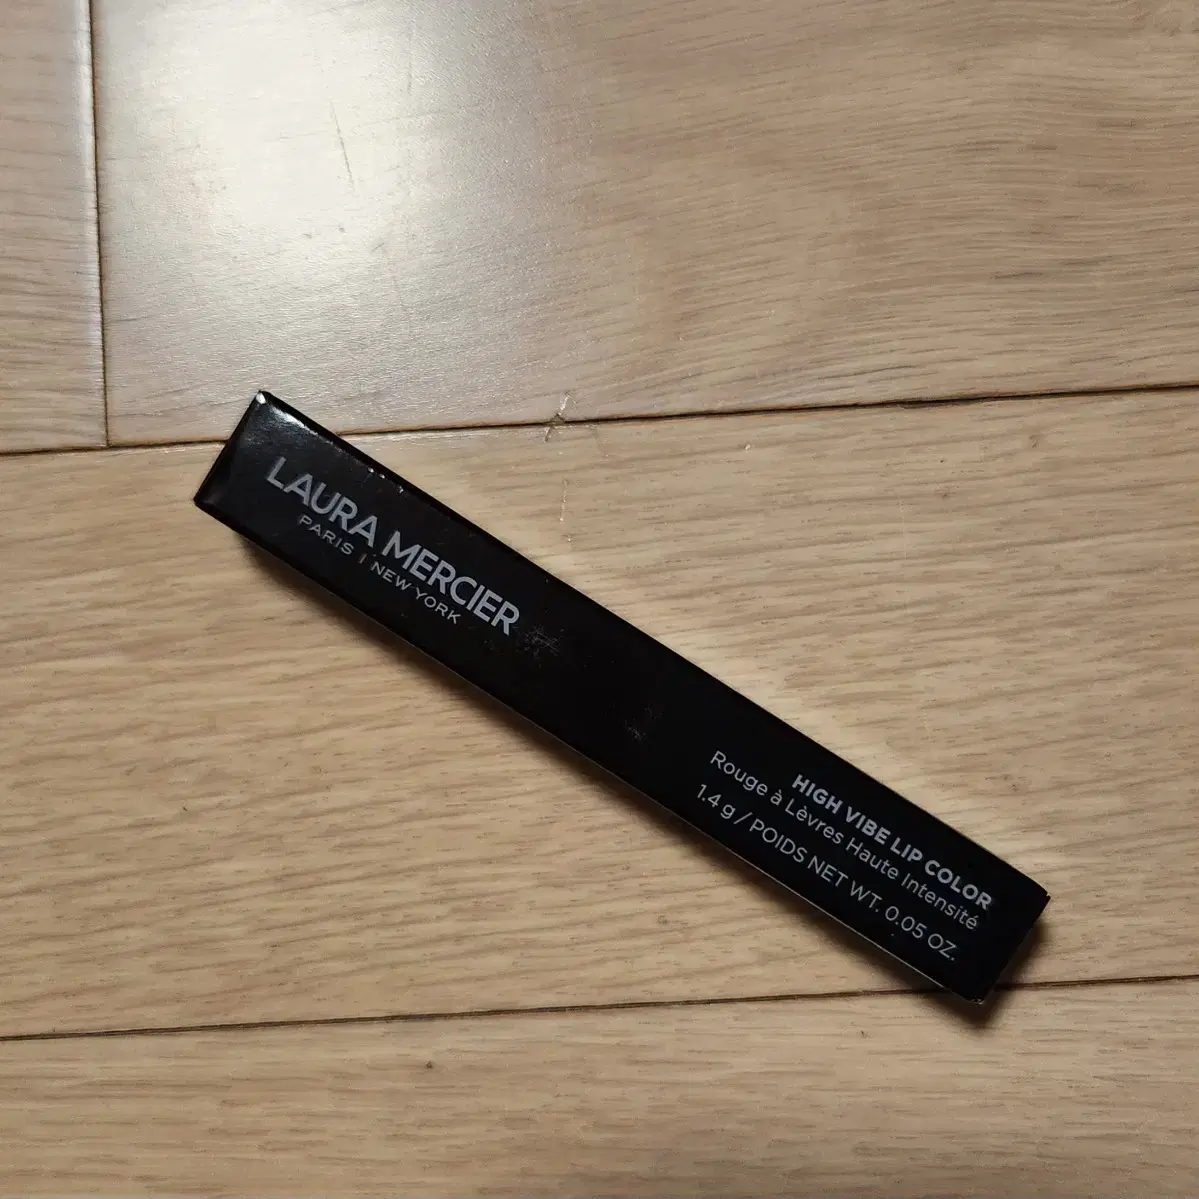 LAURA MERCIER
PARIS | NEW YORK
HIGH VIBE LIP COLOR
Rouge à Lèvres Haute Intensité
1.4 g / POIDS NET WT. 0.05 OZ.